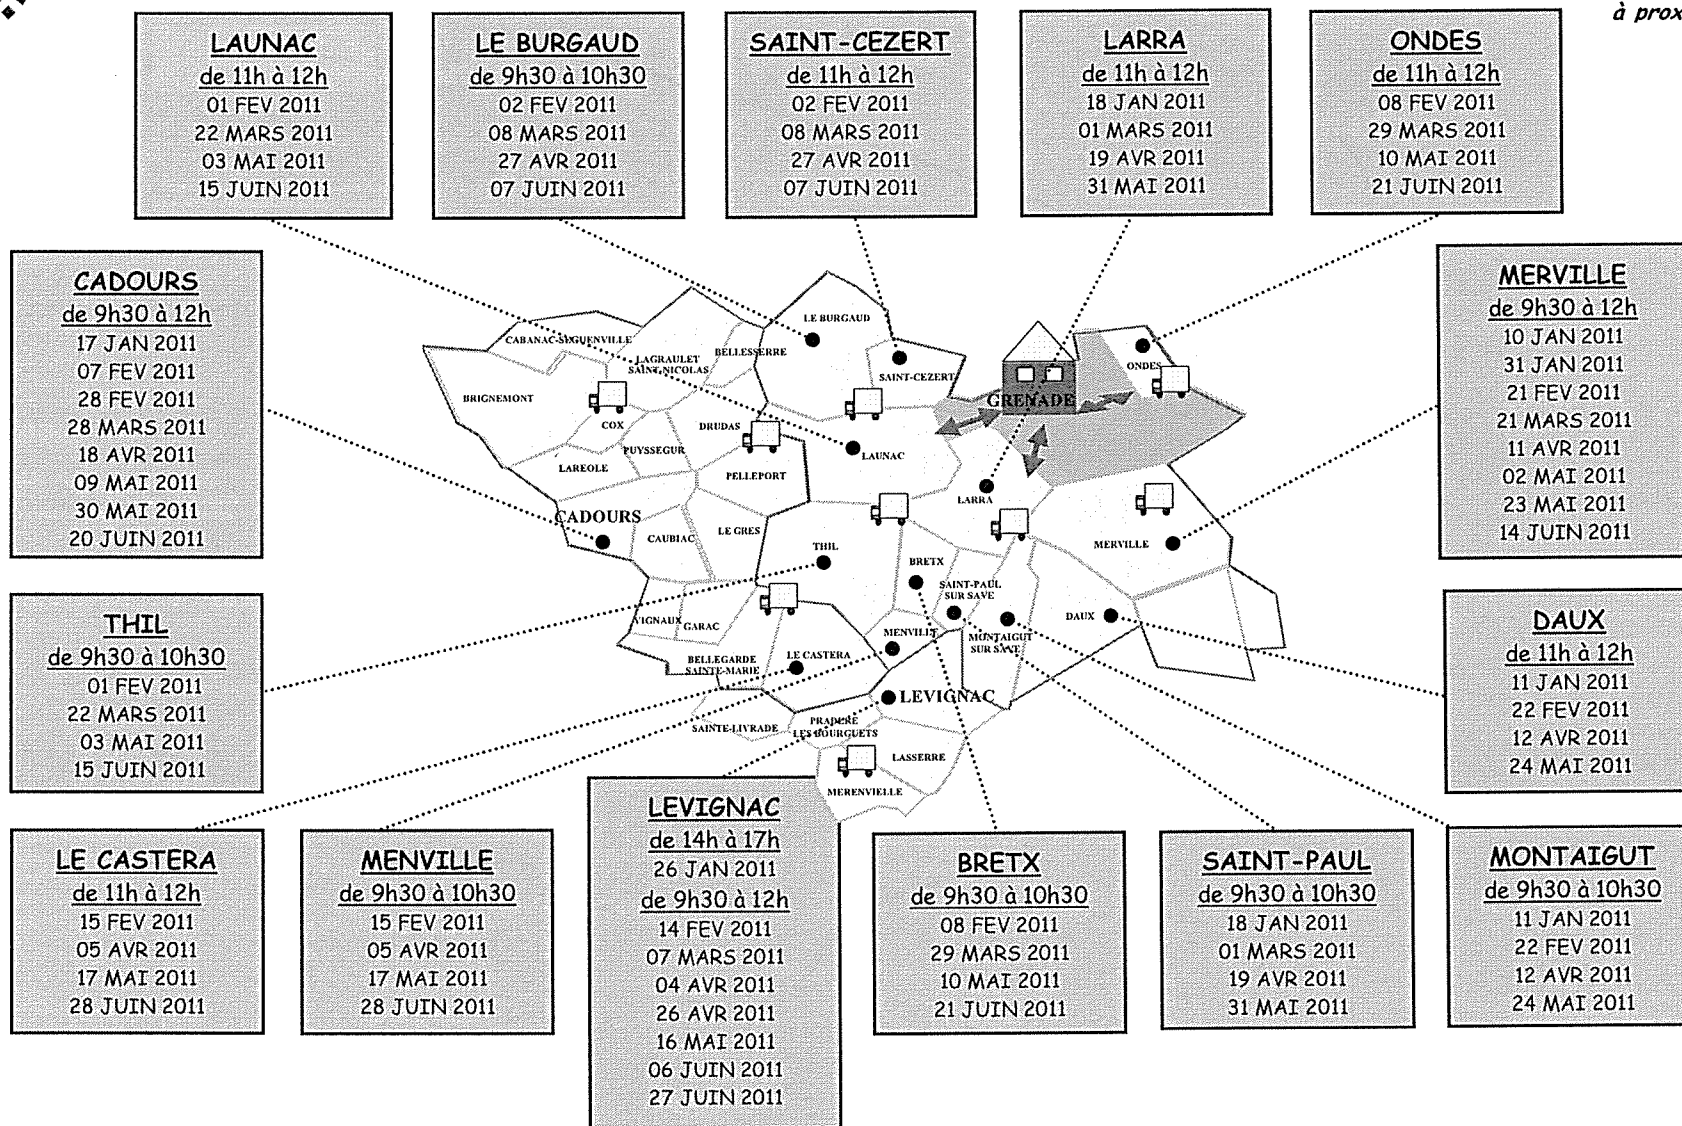 à prox
LAUNAC
de 11h à 12h
01 FEV 2011
22 MARS 2011
03 MAI 2011
15 JUIN 2011
LE BURGAUD
de 9h30 à 10h30
02 FEV 2011
08 MARS 2011
27 AVR 2011
07 JUIN 2011
SAINT-CEZERT
de 11h à 12h
02 FEV 2011
08 MARS 2011
27 AVR 2011
07 JUIN 2011
LARRA
de 11h à 12h
18 JAN 2011
01 MARS 2011
19 AVR 2011
31 MAI 2011
ONDES
de 11h à 12h
08 FEV 2011
29 MARS 2011
10 MAI 2011
21 JUIN 2011
CADOURS
de 9h30 à 12h
17 JAN 2011
07 FEV 2011
28 FEV 2011
28 MARS 2011
18 AVR 2011
09 MAI 2011
30 MAI 2011
20 JUIN 2011
MERVILLE
de 9h30 à 12h
10 JAN 2011
31 JAN 2011
21 FEV 2011
21 MARS 2011
11 AVR 2011
02 MAI 2011
23 MAI 2011
14 JUIN 2011
LE BURGAUD
CABANAC-SEGUENVILLE
LAGRAULET
SAINT-NICOLAS
BELLESSERRE
SAINT-CEZERT
ONDES
BRIGNEMONT
GRENADE
COX
DRUDAS
PUYSSEGUR
LAUNAC
LAREOLE
PELLEPORT
LARRA
CADOURS
CAUBIAC
LE GRES
THIL
MERVILLE
BRETX
SAINT-PAUL
SUR SAVE
VIGNAUX
GARAC
MENVILLE
MONTAIGUT
SUR SAVE
DAUX
BELLEGARDE
SAINTE-MARIE
LE CASTERA
LEVIGNAC
SAINTE-LIVRADE
PRADERE
LES BOURGUETS
LASSERRE
MERENVIELLE
THIL
de 9h30 à 10h30
01 FEV 2011
22 MARS 2011
03 MAI 2011
15 JUIN 2011
DAUX
de 11h à 12h
11 JAN 2011
22 FEV 2011
12 AVR 2011
24 MAI 2011
LE CASTERA
de 11h à 12h
15 FEV 2011
05 AVR 2011
17 MAI 2011
28 JUIN 2011
MENVILLE
de 9h30 à 10h30
15 FEV 2011
05 AVR 2011
17 MAI 2011
28 JUIN 2011
LEVIGNAC
de 14h à 17h
26 JAN 2011
de 9h30 à 12h
14 FEV 2011
07 MARS 2011
04 AVR 2011
26 AVR 2011
16 MAI 2011
06 JUIN 2011
27 JUIN 2011
BRETX
de 9h30 à 10h30
08 FEV 2011
29 MARS 2011
10 MAI 2011
21 JUIN 2011
SAINT-PAUL
de 9h30 à 10h30
18 JAN 2011
01 MARS 2011
19 AVR 2011
31 MAI 2011
MONTAIGUT
de 9h30 à 10h30
11 JAN 2011
22 FEV 2011
12 AVR 2011
24 MAI 2011